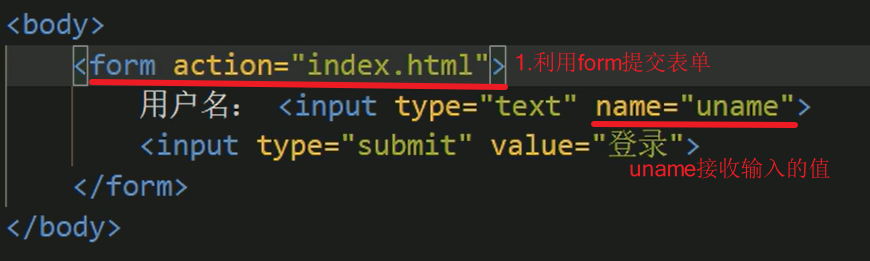 <body>
<form action="index.html"> 1.利用form提交表单
用户名： <input type="text" name="uname">
<input type="submit" value="登录">
uname接收输入的值
</form>
</body>